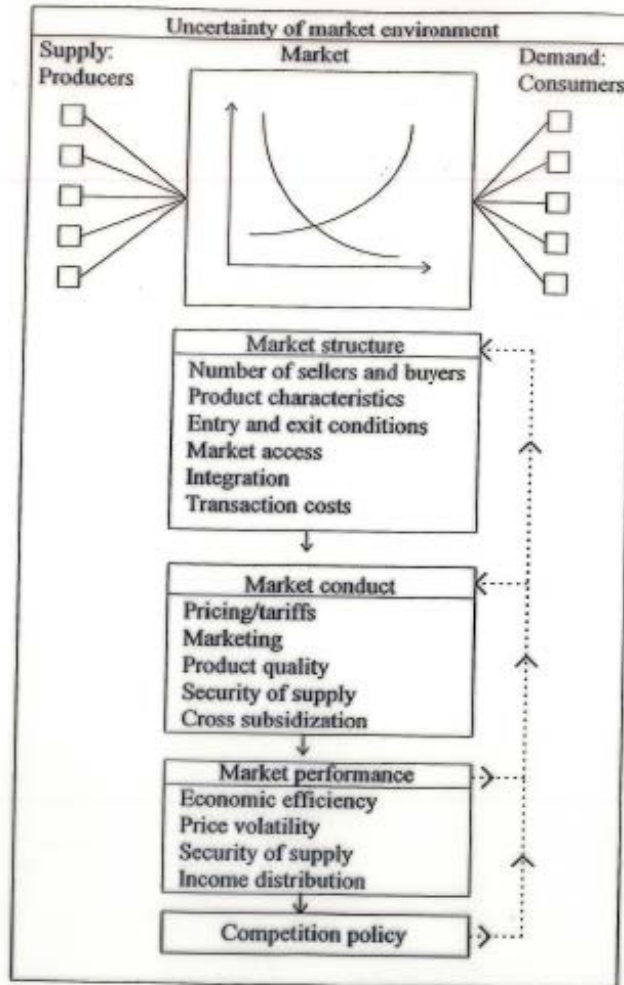 Uncertainty of market environment
Supply:
Producers
Market
Demand:
Consumers
Market structure
Number of sellers and buyers
Product characteristics
Entry and exit conditions
Market access
Integration
Transaction costs
Market conduct
Pricing/tariffs
Marketing
Product quality
Security of supply
Cross subsidization
Market performance
Economic efficiency
Price volatility
Security of supply
Income distribution
Competition policy